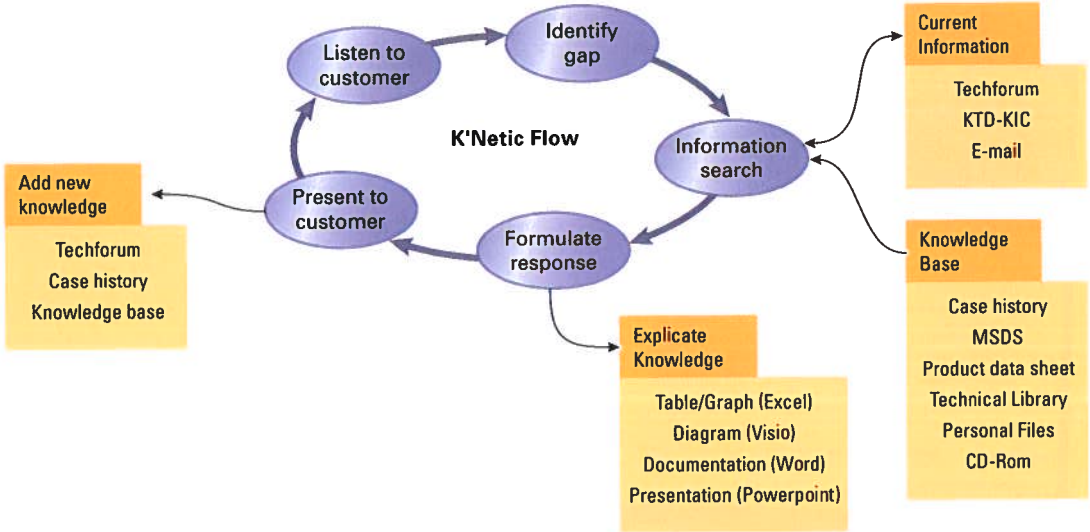 Listen to
customer
Identify
gap
Current
Information
Techforum
KTD-KIC
E-mail
K'Netic Flow
Information
search
Add new
knowledge
Techforum
Case history
Knowledge base
Present to
customer
Formulate
response
Knowledge
Base
Case history
MSDS
Product data sheet
Technical Library
Personal Files
CD-Rom
Explicate
Knowledge
Table/Graph (Excel)
Diagram (Visio)
Documentation (Word)
Presentation (Powerpoint)